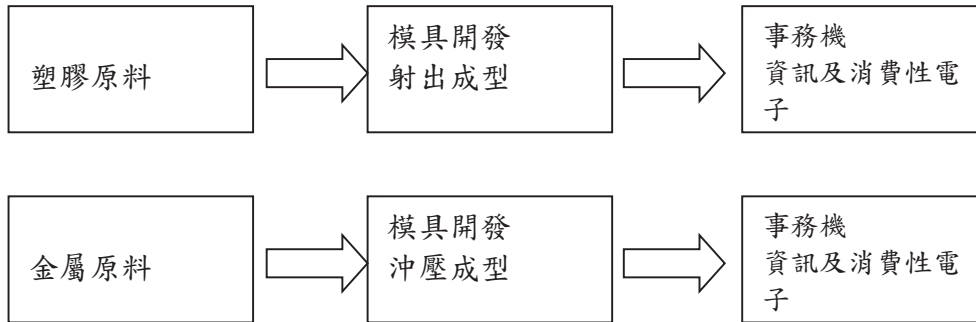 塑膠原料
模具開發
射出成型
事務機
資訊及消費性電
子
金屬原料
模具開發
沖壓成型
事務機
資訊及消費性電
子